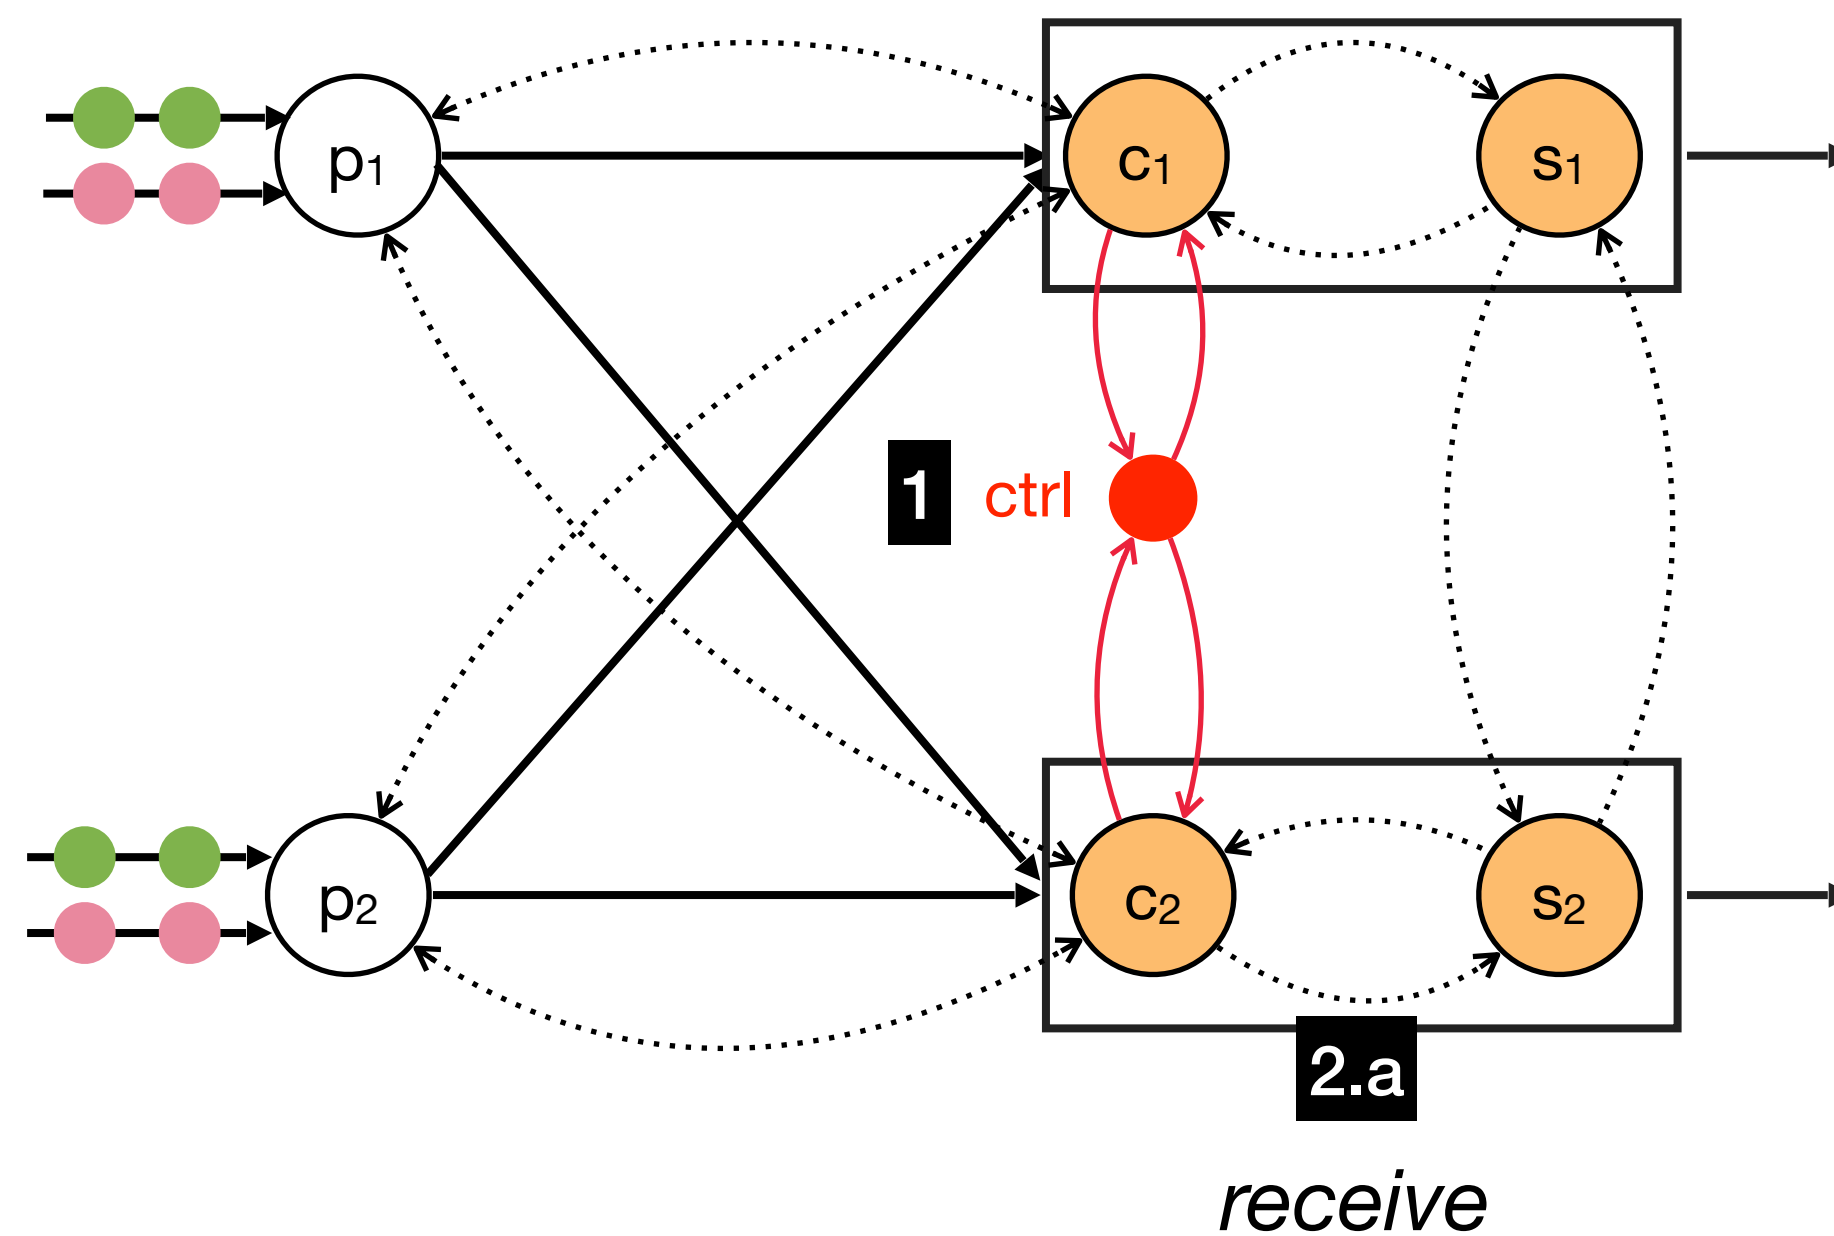 p₁
c₁
s₁
1
ctrl
p₂
c₂
s₂
2.a
receive